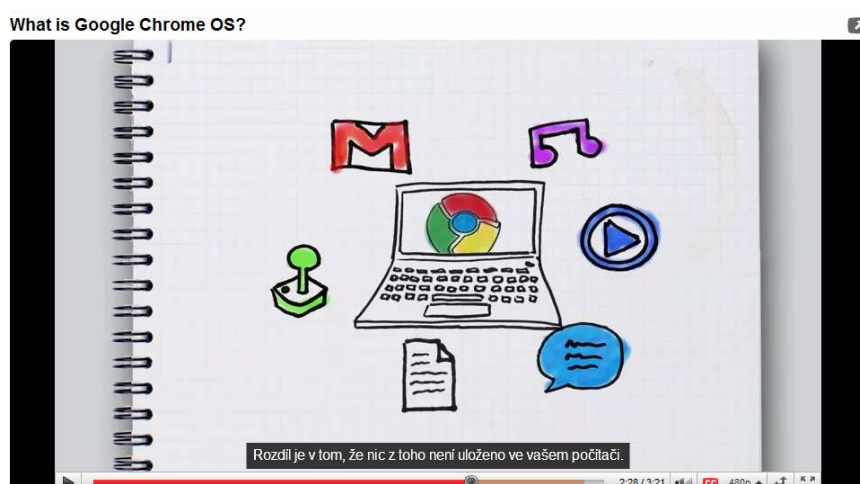 What is Google Chrome OS?
Rozdíl je v tom, že nic z toho není uloženo ve vašem počítači.
2:28 / 3:21
CC
480p